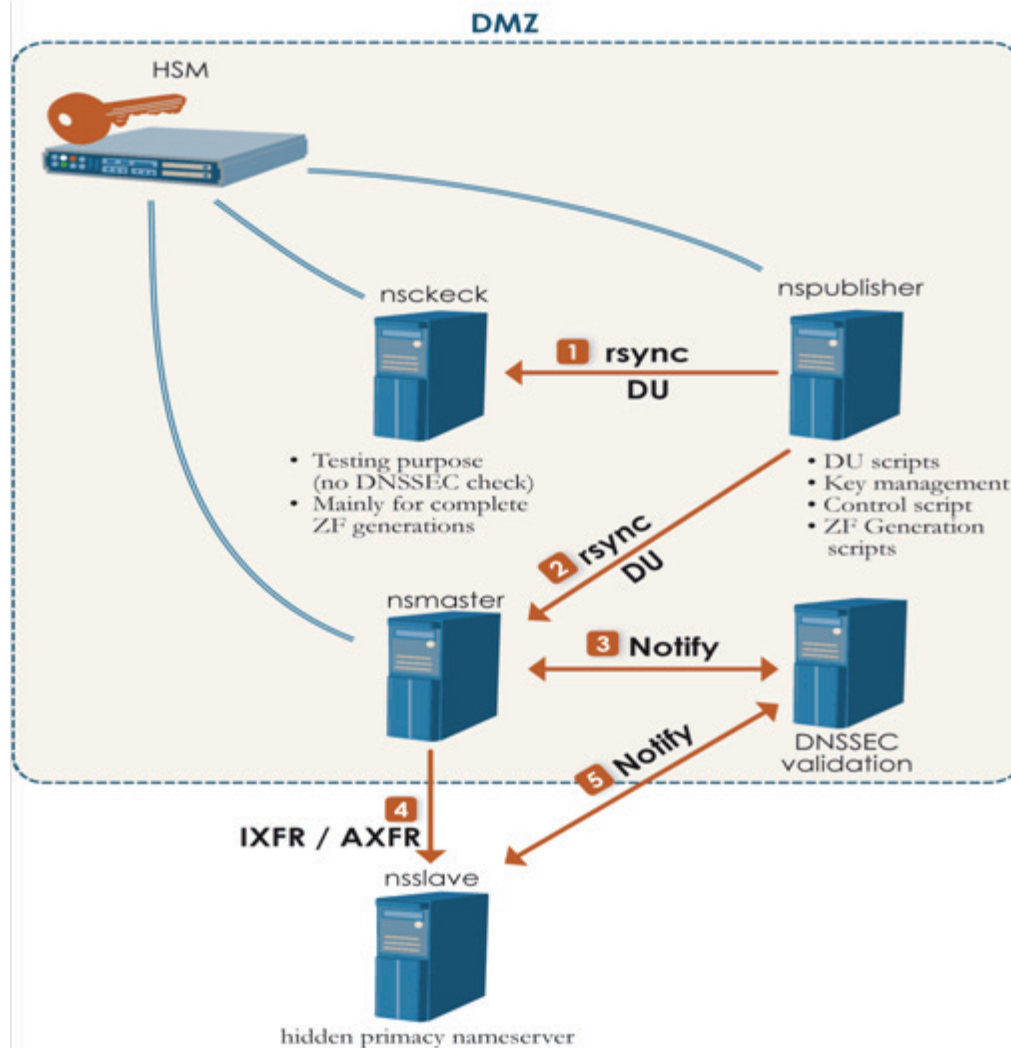 DMZ
HSM
nsckeck
nspublisher
1 rsync
DU
• Testing purpose
(no DNSSEC check)
• Mainly for complete
ZF generations
• DU scripts
• Key management
• Control script
• ZF Generation
scripts
2 rsync
DU
nsmaster
3 Notify
DNSSEC
validation
5 Notify
4
IXFR / AXFR
nsslave
hidden primacy nameserver